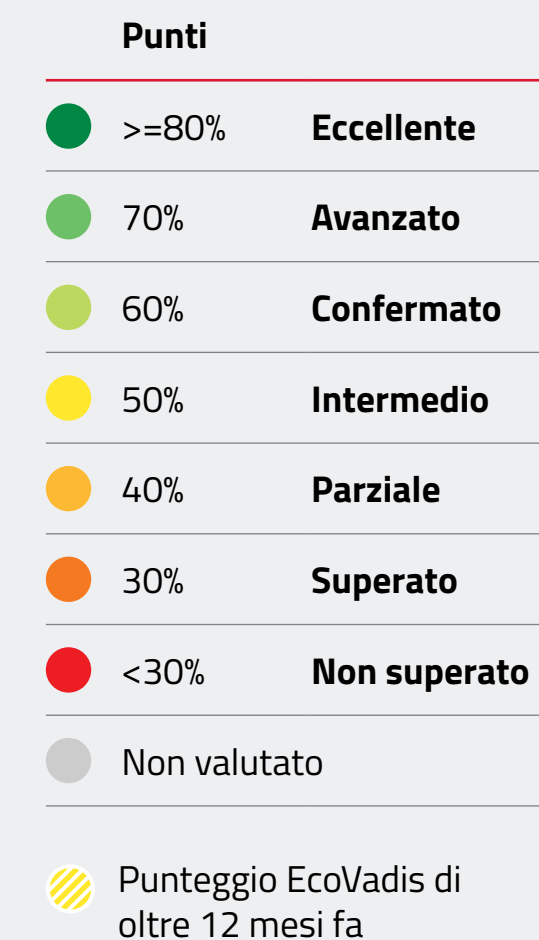 Punti
>=80% Eccellente
70% Avanzato
60% Confermato
50% Intermedio
40% Parziale
30% Superato
<30% Non superato
Non valutato
Punteggio EcoVadis di
oltre 12 mesi fa